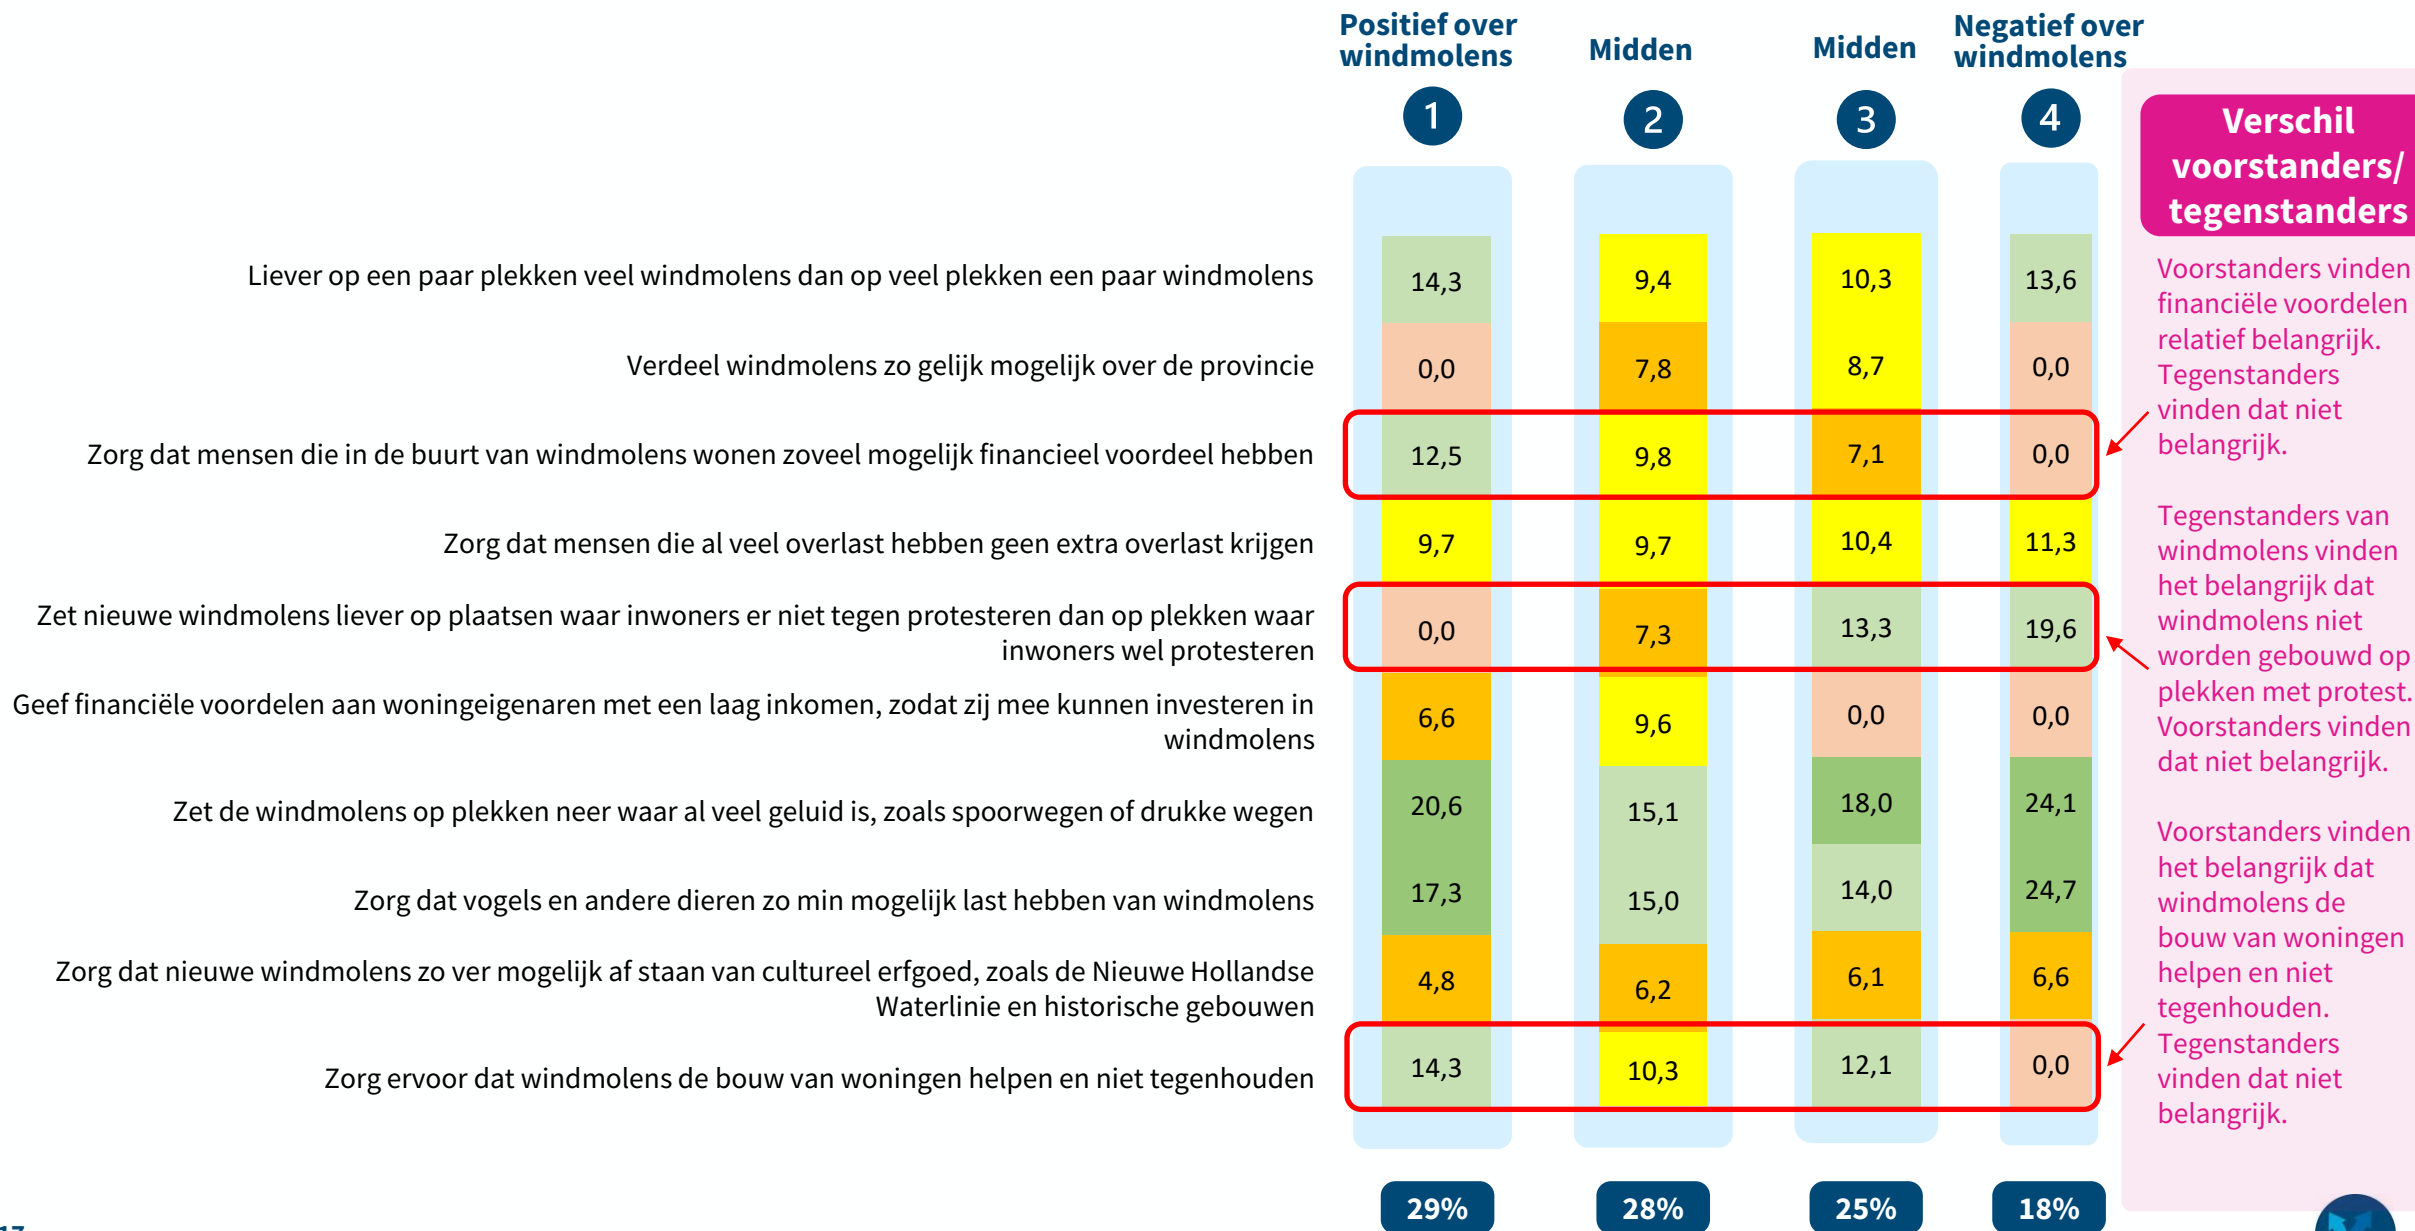 Positief over
windmolens
Midden
Midden
Negatief over
windmolens
1
2
3
4
Verschil
voorstanders/
tegenstanders
Liever op een paar plekken veel windmolens dan op veel plekken een paar windmolens
14,3
9,4
10,3
13,6
Verdeel windmolens zo gelijk mogelijk over de provincie
0,0
7,8
8,7
0,0
Zorg dat mensen die in de buurt van windmolens wonen zoveel mogelijk financieel voordeel hebben
12,5
9,8
7,1
0,0
Zorg dat mensen die al veel overlast hebben geen extra overlast krijgen
9,7
9,7
10,4
11,3
Zet nieuwe windmolens liever op plaatsen waar inwoners er niet tegen protesteren dan op plekken waar
inwoners wel protesteren
0,0
7,3
13,3
19,6
Geef financiële voordelen aan woningeigenaren met een laag inkomen, zodat zij mee kunnen investeren in
windmolens
6,6
9,6
0,0
0,0
Zet de windmolens op plekken neer waar al veel geluid is, zoals spoorwegen of drukke wegen
20,6
15,1
18,0
24,1
Zorg dat vogels en andere dieren zo min mogelijk last hebben van windmolens
17,3
15,0
14,0
24,7
Zorg dat nieuwe windmolens zo ver mogelijk af staan van cultureel erfgoed, zoals de Nieuwe Hollandse
Waterlinie en historische gebouwen
4,8
6,2
6,1
6,6
Zorg ervoor dat windmolens de bouw van woningen helpen en niet tegenhouden
14,3
10,3
12,1
0,0
Voorstanders vinden
financiële voordelen
relatief belangrijk.
Tegenstanders
vinden dat niet
belangrijk.
Tegenstanders van
windmolens vinden
het belangrijk dat
windmolens niet
worden gebouwd op
plekken met protest.
Voorstanders vinden
dat niet belangrijk.
Voorstanders vinden
het belangrijk dat
windmolens de
bouw van woningen
helpen en niet
tegenhouden.
Tegenstanders
vinden dat niet
belangrijk.
29%
28%
25%
18%